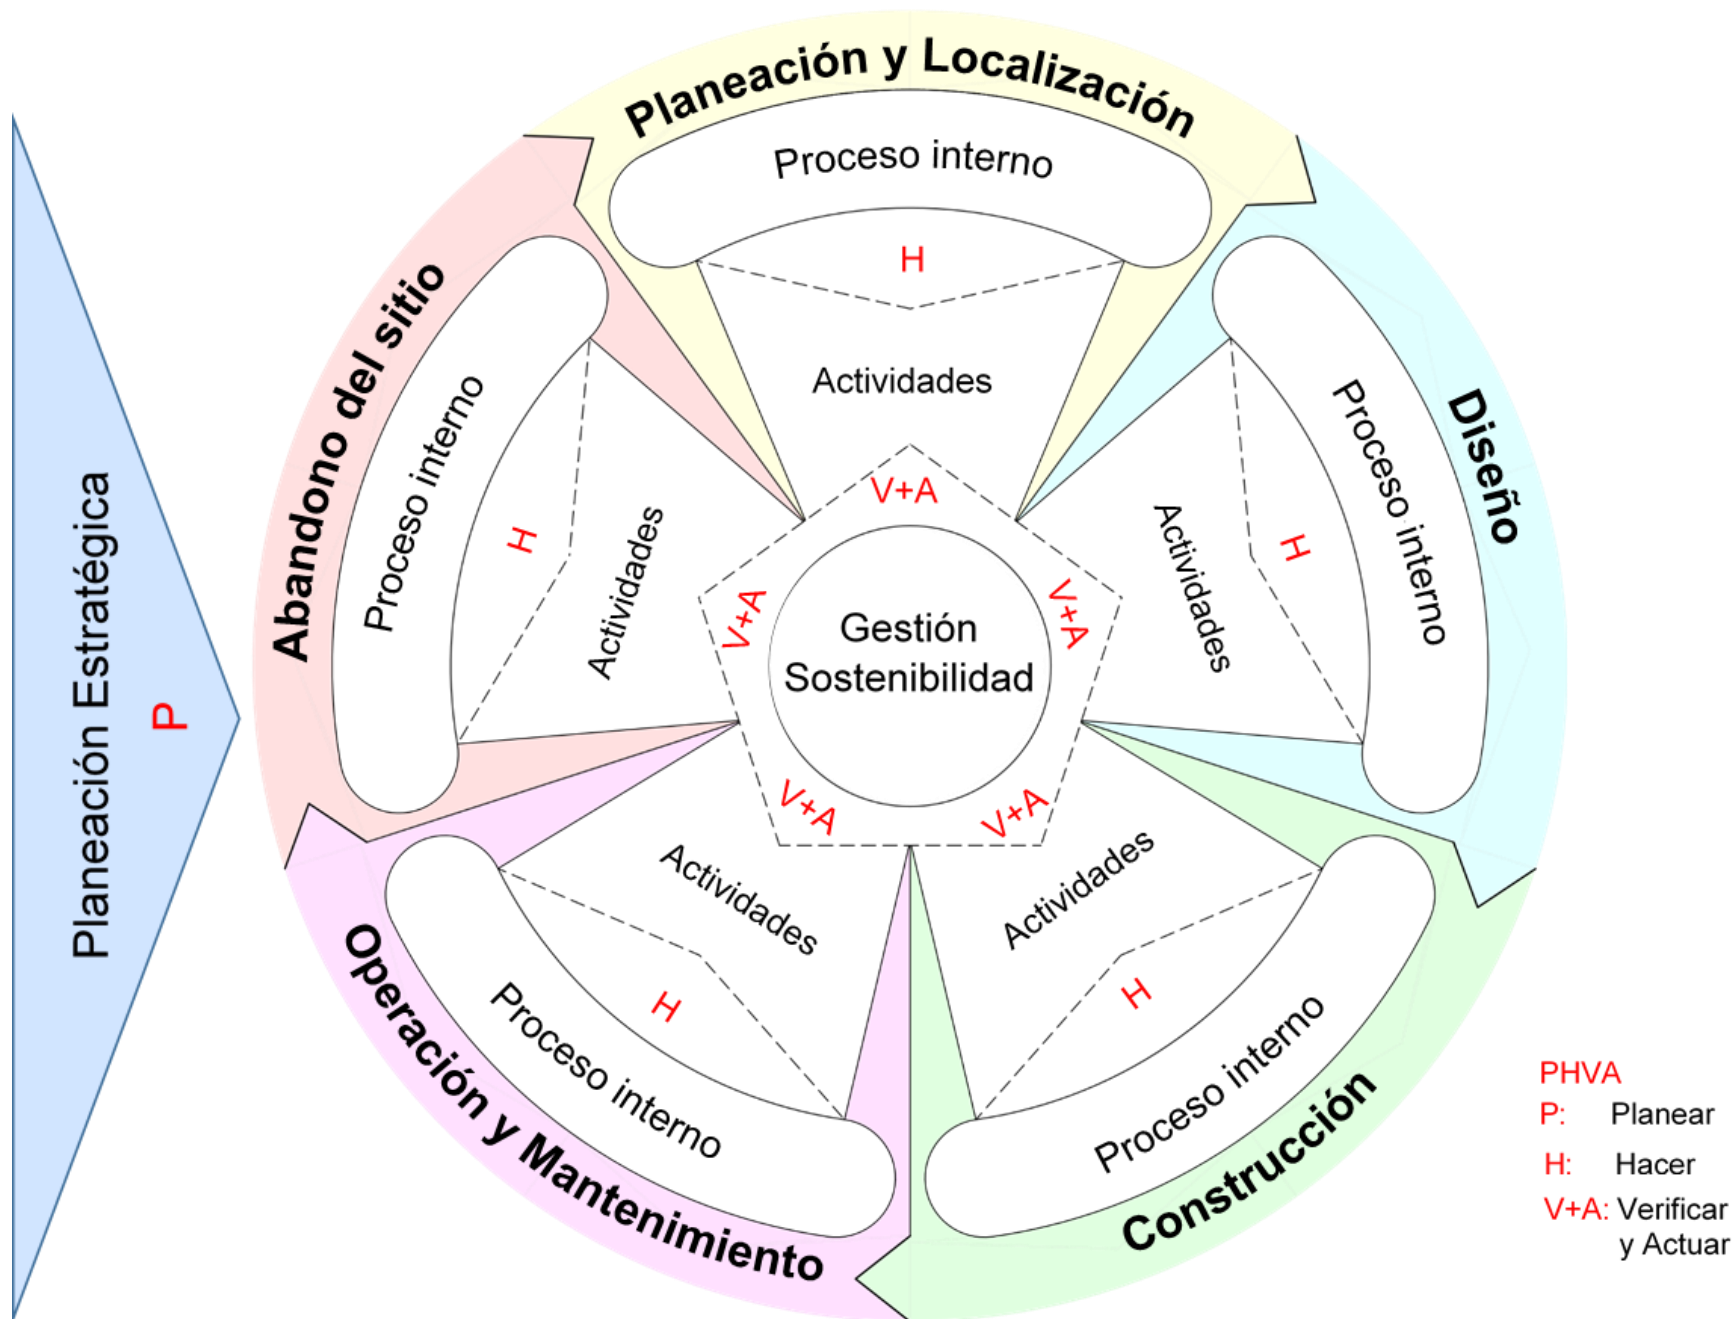 Planeación Estratégica
P
Planeación y Localización
Proceso interno
H
Actividades
V+A
Diseño
Proceso interno
H
Actividades
V+A
Construcción
Proceso interno
H
Actividades
V+A
Operación y Mantenimiento
Proceso interno
H
Actividades
V+A
Abandono del sitio
Proceso interno
H
Actividades
V+A
Gestión
Sostenibilidad
PHVA
P: Planear
H: Hacer
V+A: Verificar
y Actuar